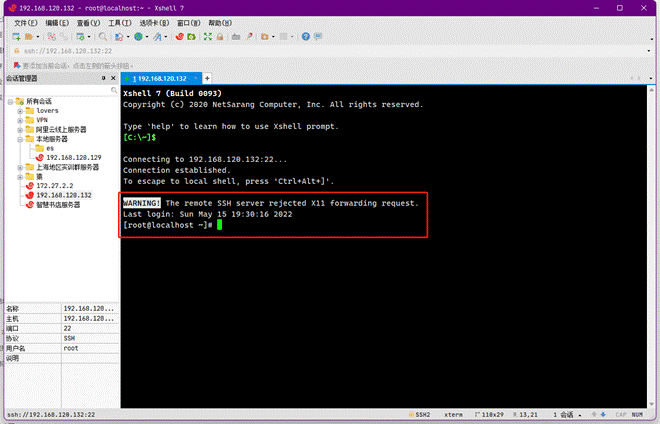 192.168.120.132 - root@localhost:~ - Xshell 7
文件(F) 编辑(E) 查看(V) 工具(T) 选项卡(B) 窗口(W) 帮助(H)
ssh://192.168.120.132:22
要添加当前会话，点击左侧的箭头按钮。
会话管理器
1 192.168.120.132
所有会话
lovers
VPN
阿里云线上服务器
本地服务器
es
192.168.120.129
上海地区实训群服务器
172.27.2.2
192.168.120.132
智慧书店服务器
Xshell 7 (Build 0093)
Copyright (c) 2020 NetSarang Computer, Inc. All rights reserved.
Type `help' to learn how to use Xshell prompt.
[C:\~]$
Connecting to 192.168.120.132:22...
Connection established.
To escape to local shell, press 'Ctrl+Alt+]'.
WARNING! The remote SSH server rejected X11 forwarding request.
Last login: Sun May 15 19:30:16 2022
[root@localhost ~]#
名称 192.168.120...
主机 192.168.120...
端口 22
协议 SSH
用户名 root
说明
ssh://192.168.120.132:22
SSH2 xterm 118x29 13,21 1 会话 CAP NUM